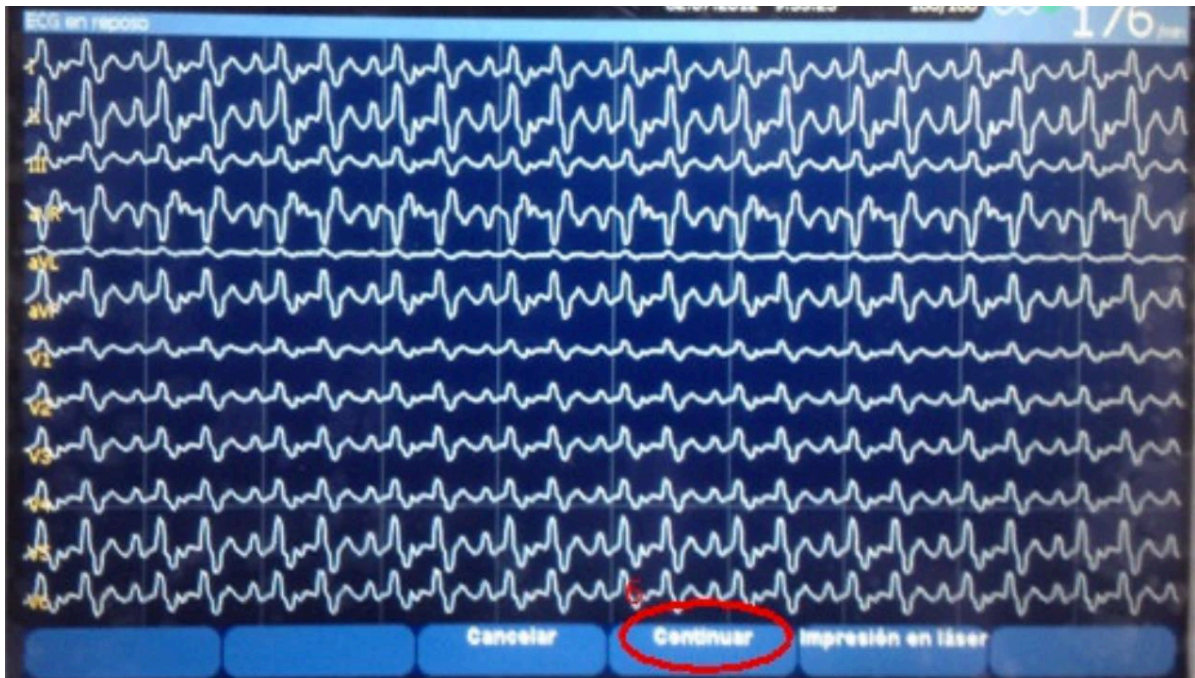 ECG en reposo
176
I
II
III
aVR
aVL
aVF
V1
V2
V3
V4
V5
V6
6
Cancelar
Continuar
Impresión en láser